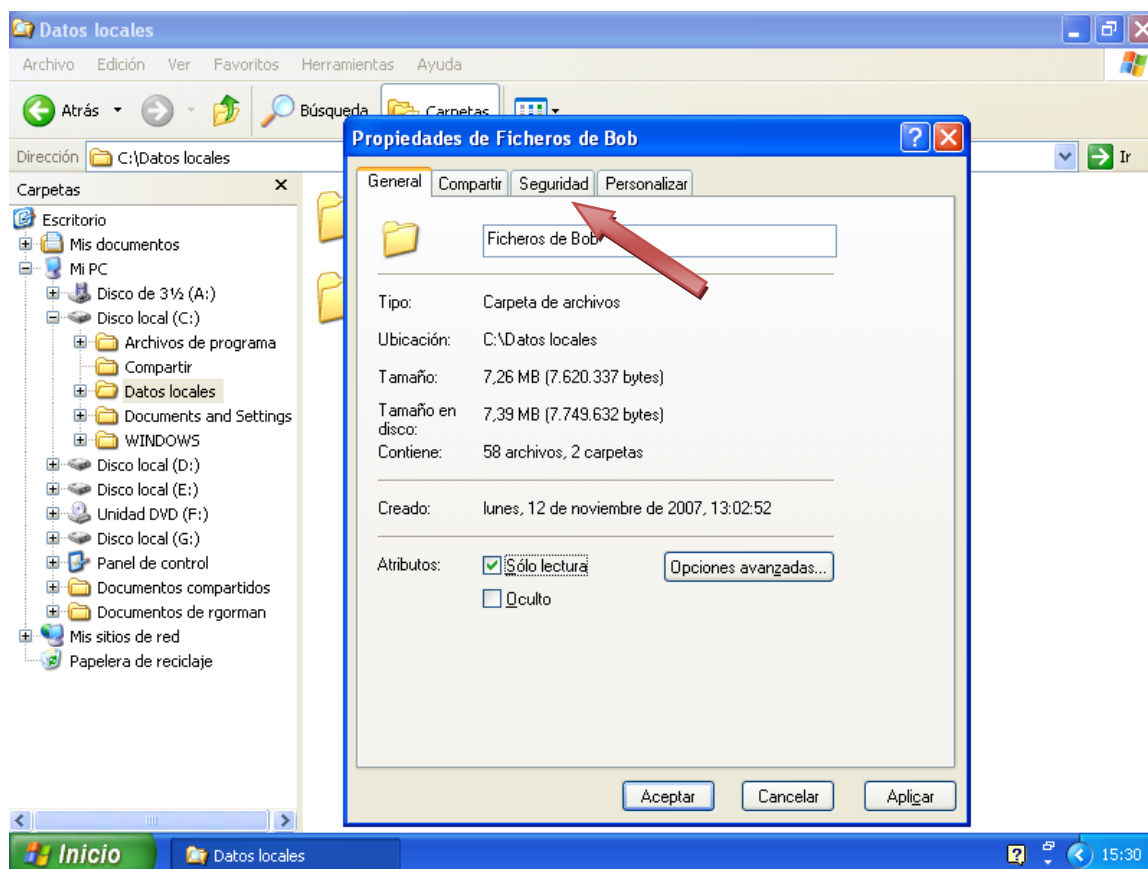 Datos locales
Archivo Edición Ver Favoritos Herramientas Ayuda
Atrás Búsqueda Carpetas
Dirección C:\Datos locales Ir
Carpetas
Escritorio
Mis documentos
Mi PC
Disco de 3½ (A:)
Disco local (C:)
Archivos de programa
Compartir
Datos locales
Documents and Settings
WINDOWS
Disco local (D:)
Disco local (E:)
Unidad DVD (F:)
Disco local (G:)
Panel de control
Documentos compartidos
Documentos de rgorman
Mis sitios de red
Papelera de reciclaje
Propiedades de Ficheros de Bob
General Compartir Seguridad Personalizar
Ficheros de Bob
Tipo: Carpeta de archivos
Ubicación: C:\Datos locales
Tamaño: 7,26 MB (7.620.337 bytes)
Tamaño en
disco: 7,39 MB (7.749.632 bytes)
Contiene: 58 archivos, 2 carpetas
Creado: lunes, 12 de noviembre de 2007, 13:02:52
Atributos: Sólo lectura Opciones avanzadas...
Oculto
Aceptar Cancelar Aplicar
Inicio Datos locales 15:30